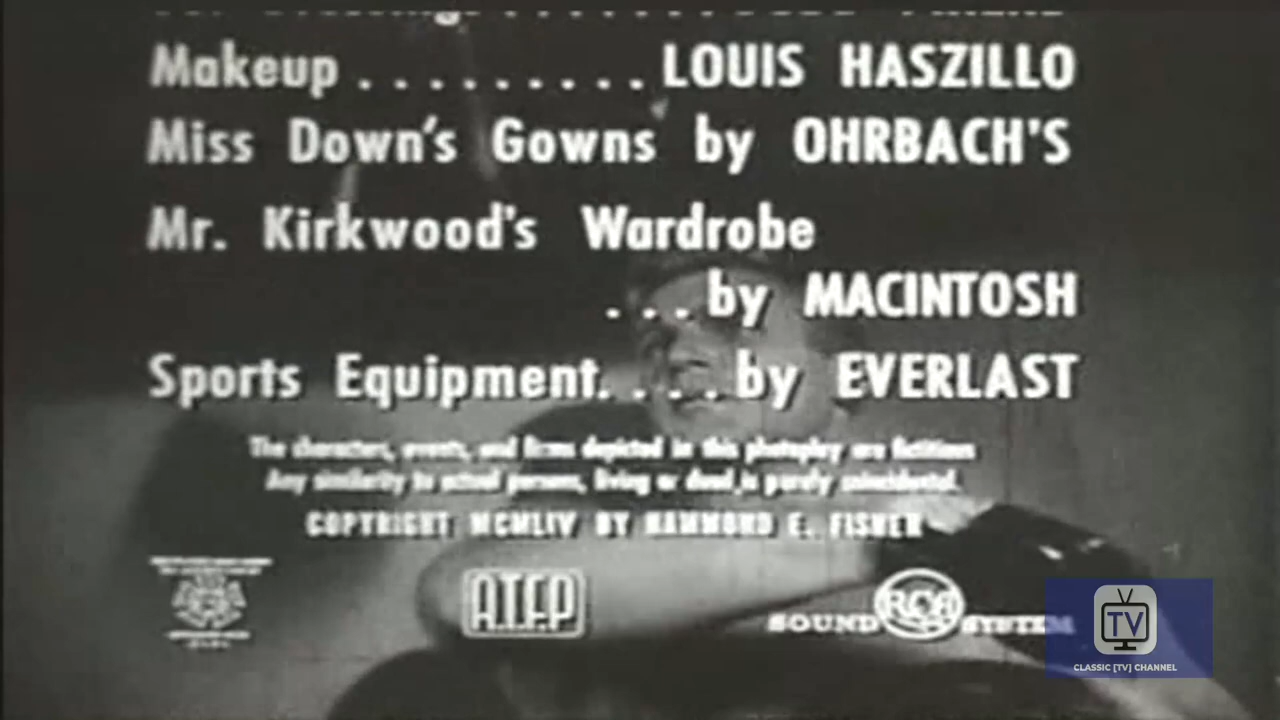 Makeup . . . . . . . . . . LOUIS HASZILLO
Miss Down's Gowns by OHRBACH'S
Mr. Kirkwood's Wardrobe
. . . by MACINTOSH
Sports Equipment. . . . . by EVERLAST
The characters, events, and firms depicted in this photoplay are fictitious
Any similarity to actual persons, living or dead, is purely coincidental.
COPYRIGHT MCMLIV BY HAMMOND E. FISHER
A.T.F.P
RCA
SOUND SYSTEM
TV
CLASSIC [TV] CHANNEL